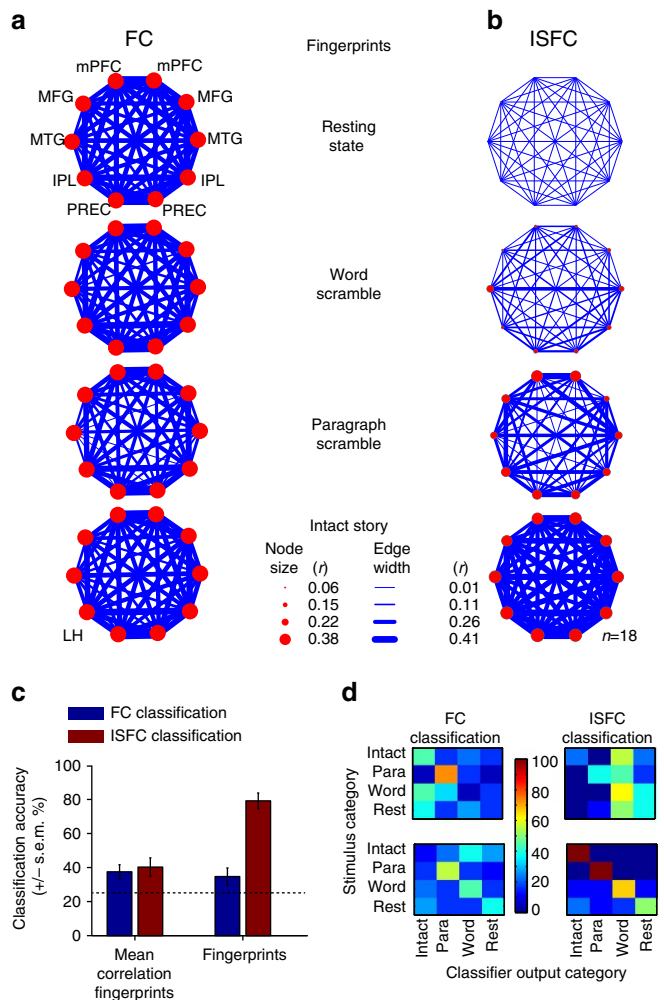 a
FC
Fingerprints
b
ISFC
mPFC mPFC
MFG MFG
MTG MTG
IPL IPL
PREC PREC
Resting
state
Word
scramble
Paragraph
scramble
Intact story
Node
size
(r)
Edge
width
(r)
0.06 0.01
0.15 0.11
0.22 0.26
0.38 0.41
LH
n=18
c
FC classification
ISFC classification
Classification accuracy
(+/− s.e.m. %)
100
80
60
40
20
0
Mean
correlation
fingerprints
Fingerprints
d
FC
classification
ISFC
classification
Stimulus category
Intact
Para
Word
Rest
Intact
Para
Word
Rest
100
80
60
40
20
0
Intact
Para
Word
Rest
Intact
Para
Word
Rest
Classifier output category